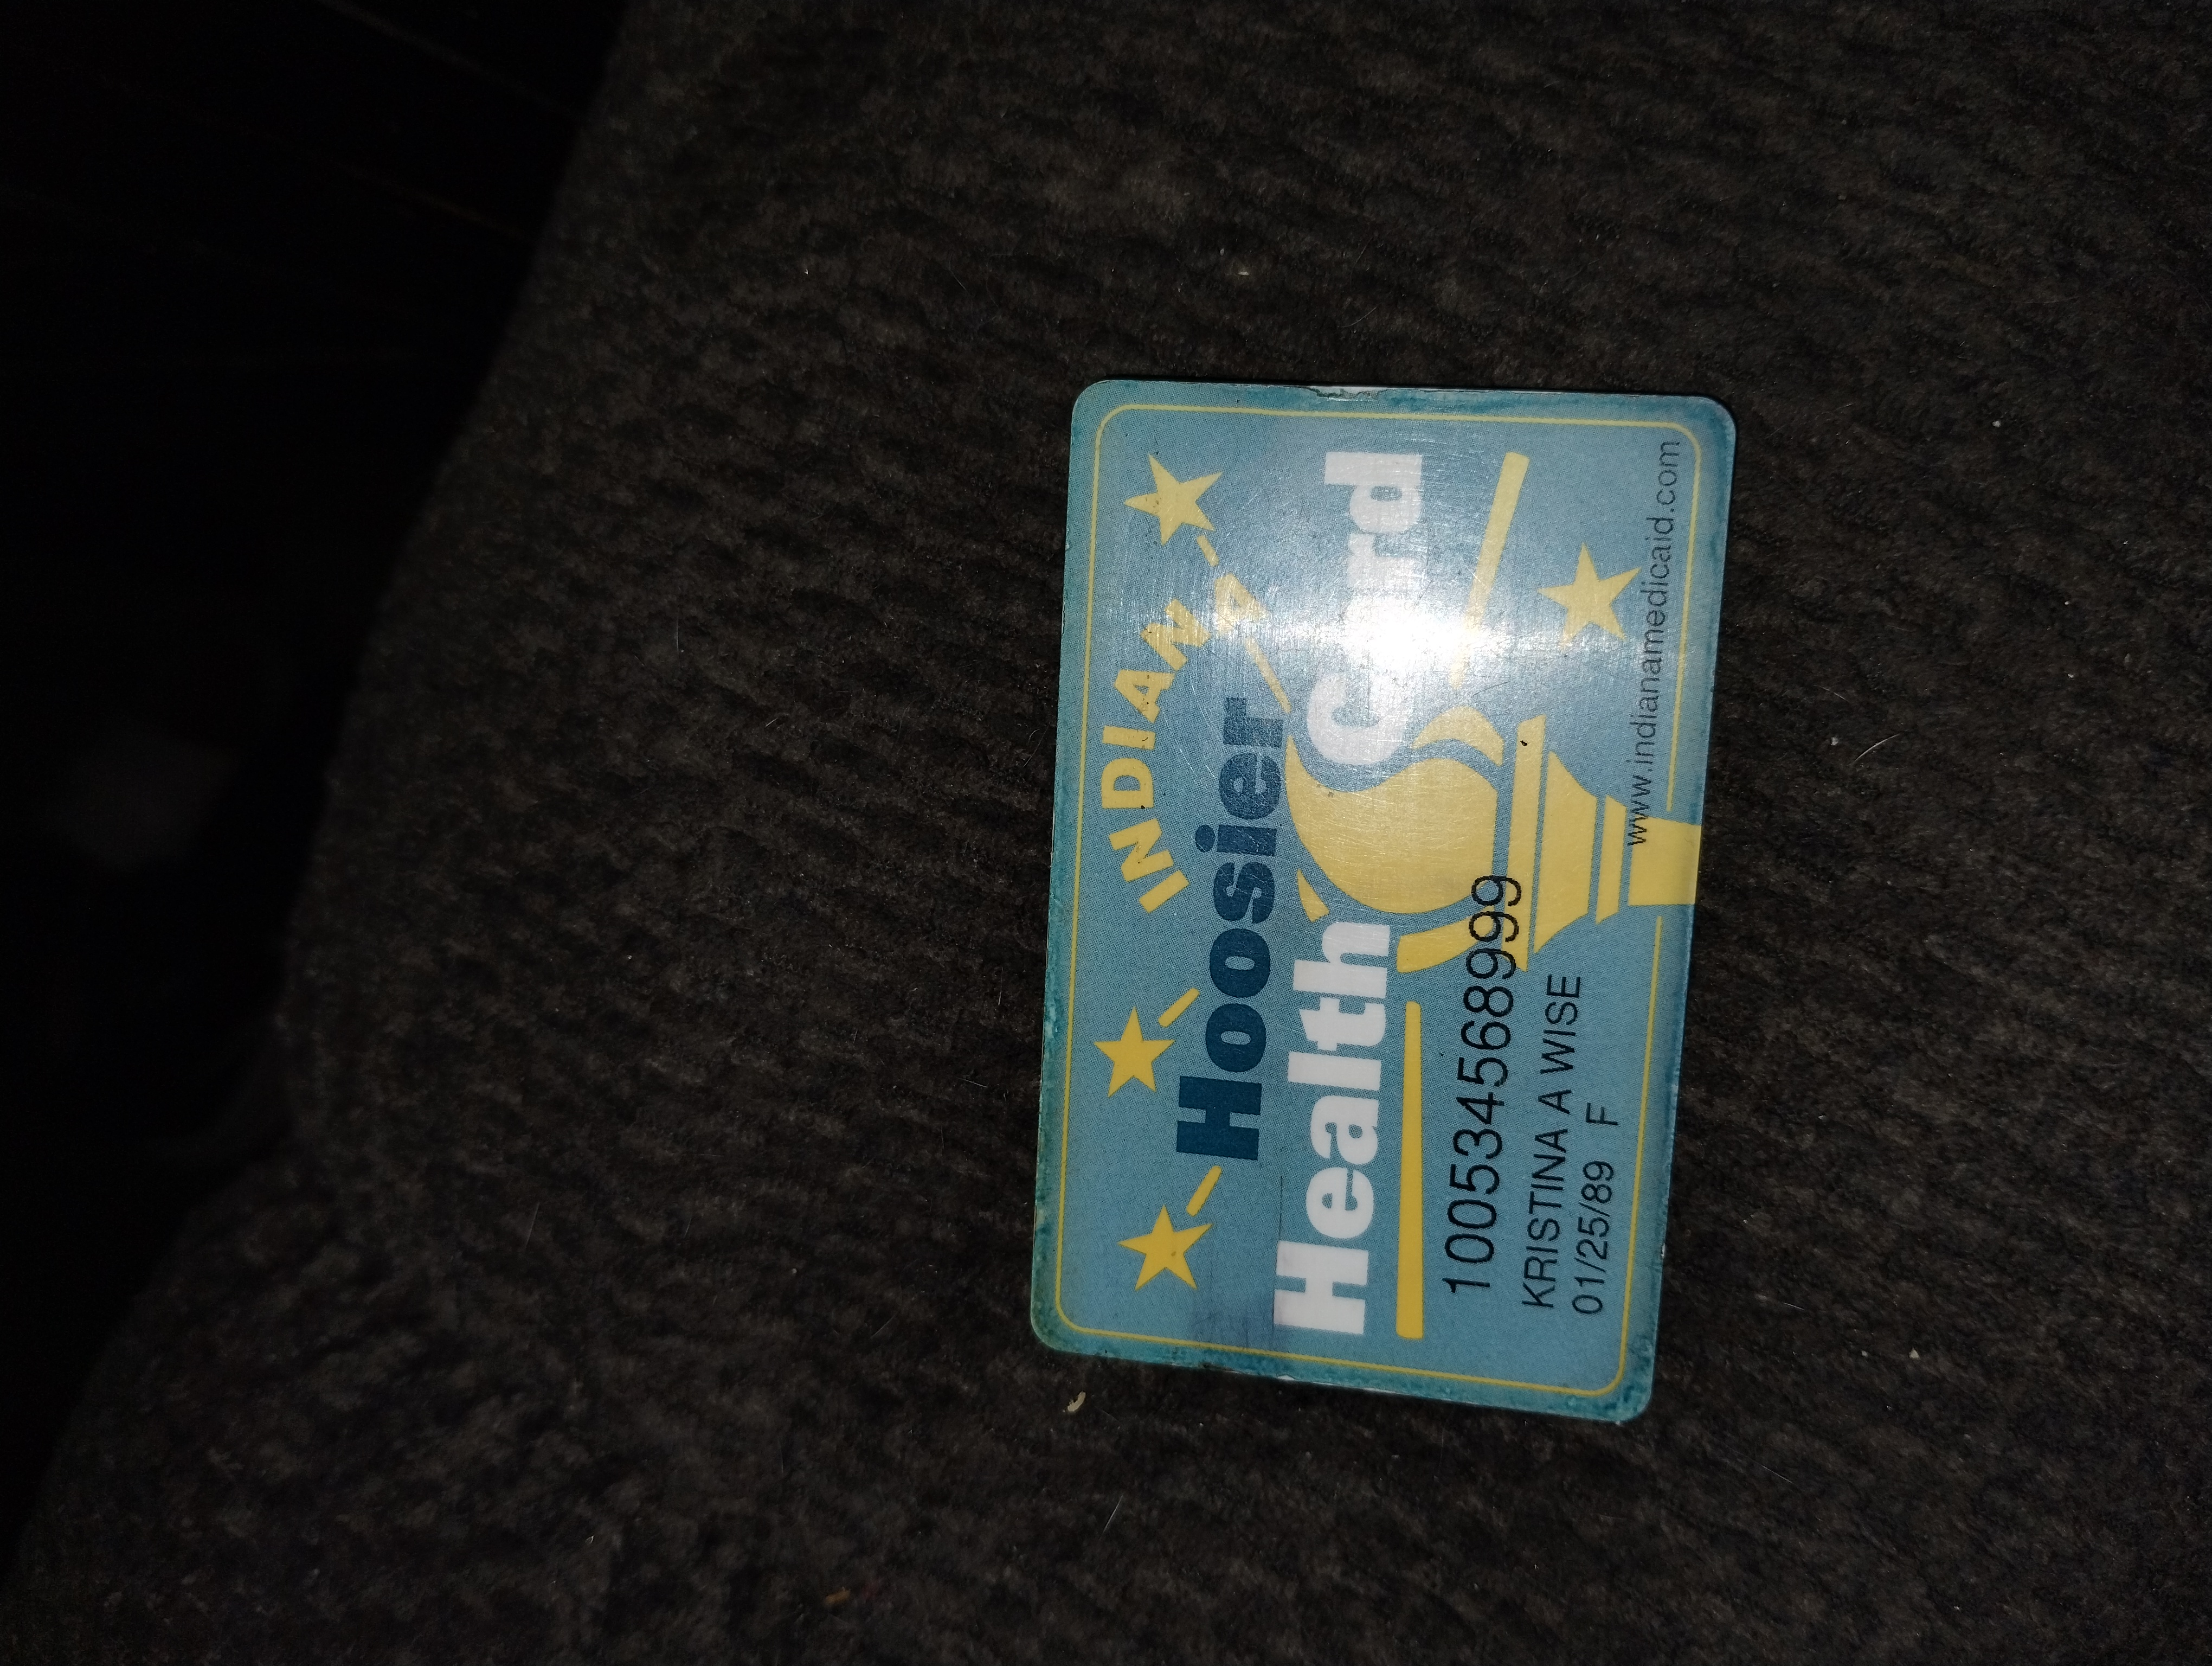 INDIANA
Hoosier
Health Card
100534568999
KRISTINA A WISE
01/25/89 F
www.indianamedicaid.com